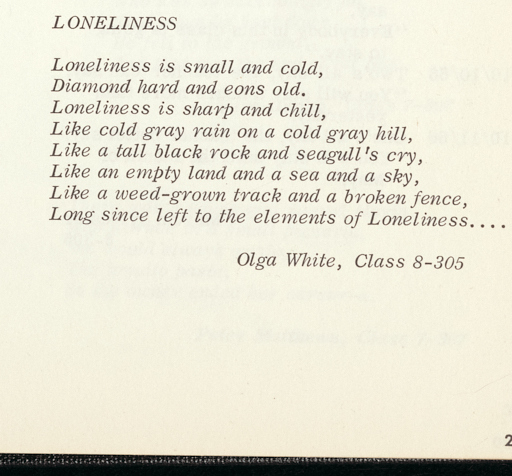 LONELINESS
Loneliness is small and cold,
Diamond hard and eons old.
Loneliness is sharp and chill,
Like cold gray rain on a cold gray hill,
Like a tall black rock and seagull's cry,
Like an empty land and a sea and a sky,
Like a weed-grown track and a broken fence,
Long since left to the elements of Loneliness....
Olga White, Class 8-305
2